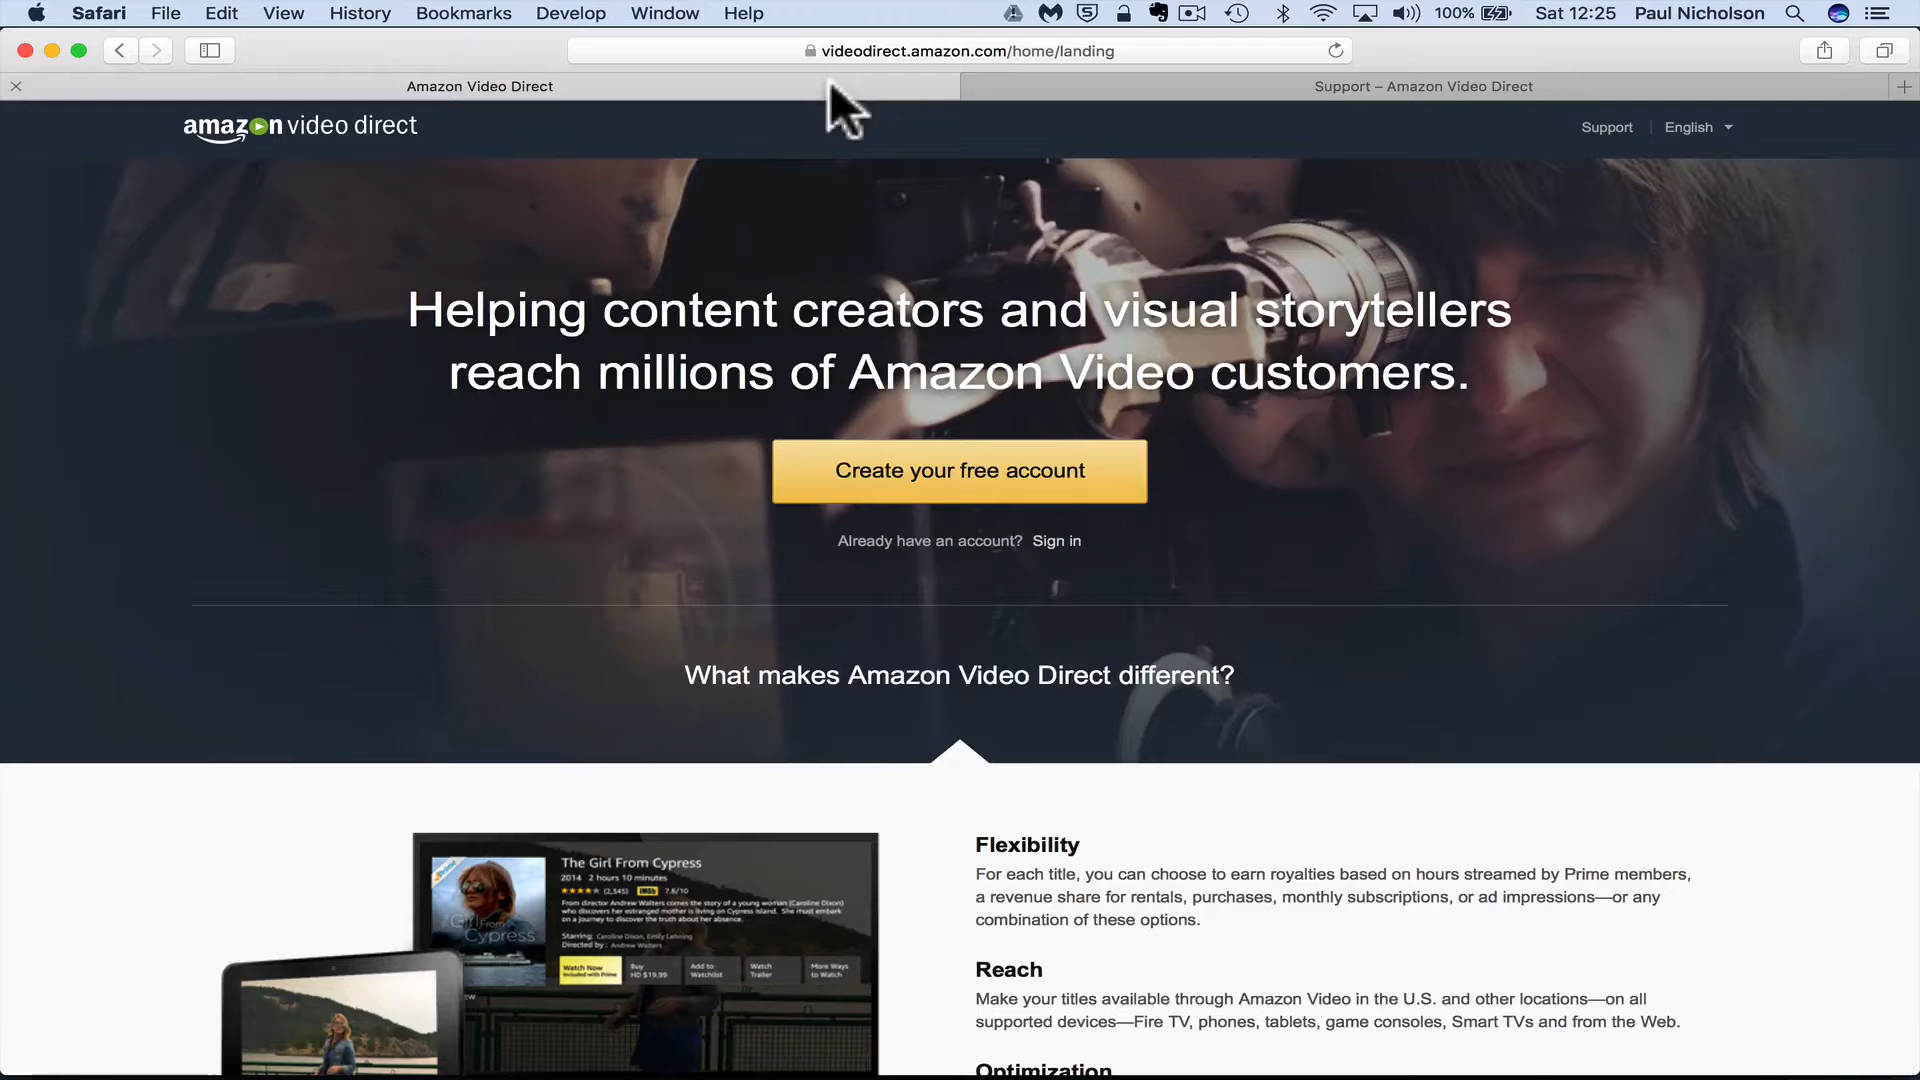 Safari File Edit View History Bookmarks Develop Window Help 100% Sat 12:25 Paul Nicholson
videodirect.amazon.com/home/landing
Amazon Video Direct
Support – Amazon Video Direct
amazon video direct
Support
English
Helping content creators and visual storytellers
reach millions of Amazon Video customers.
Create your free account
Already have an account? Sign in
What makes Amazon Video Direct different?
The Girl From Cypress
2014 2 hours 10 minutes
(2,345) IMDb 7.8/10
From director Andrew Walters comes the story of a young woman (Caroline Dixon)
who discovers her estranged mother is living on Cypress Island. She must embark
on a journey to discover the truth about her absence.
Starring: Caroline Dixon, Emily Lehning
Directed by: Andrew Walters
The Girl From
Cypress
Watch Now
Included with Prime
Buy
HD $19.99
Add to
Watchlist
Watch
Trailer
More Ways
to Watch
Flexibility
For each title, you can choose to earn royalties based on hours streamed by Prime members,
a revenue share for rentals, purchases, monthly subscriptions, or ad impressions—or any
combination of these options.
Reach
Make your titles available through Amazon Video in the U.S. and other locations—on all
supported devices—Fire TV, phones, tablets, game consoles, Smart TVs and from the Web.
Optimization